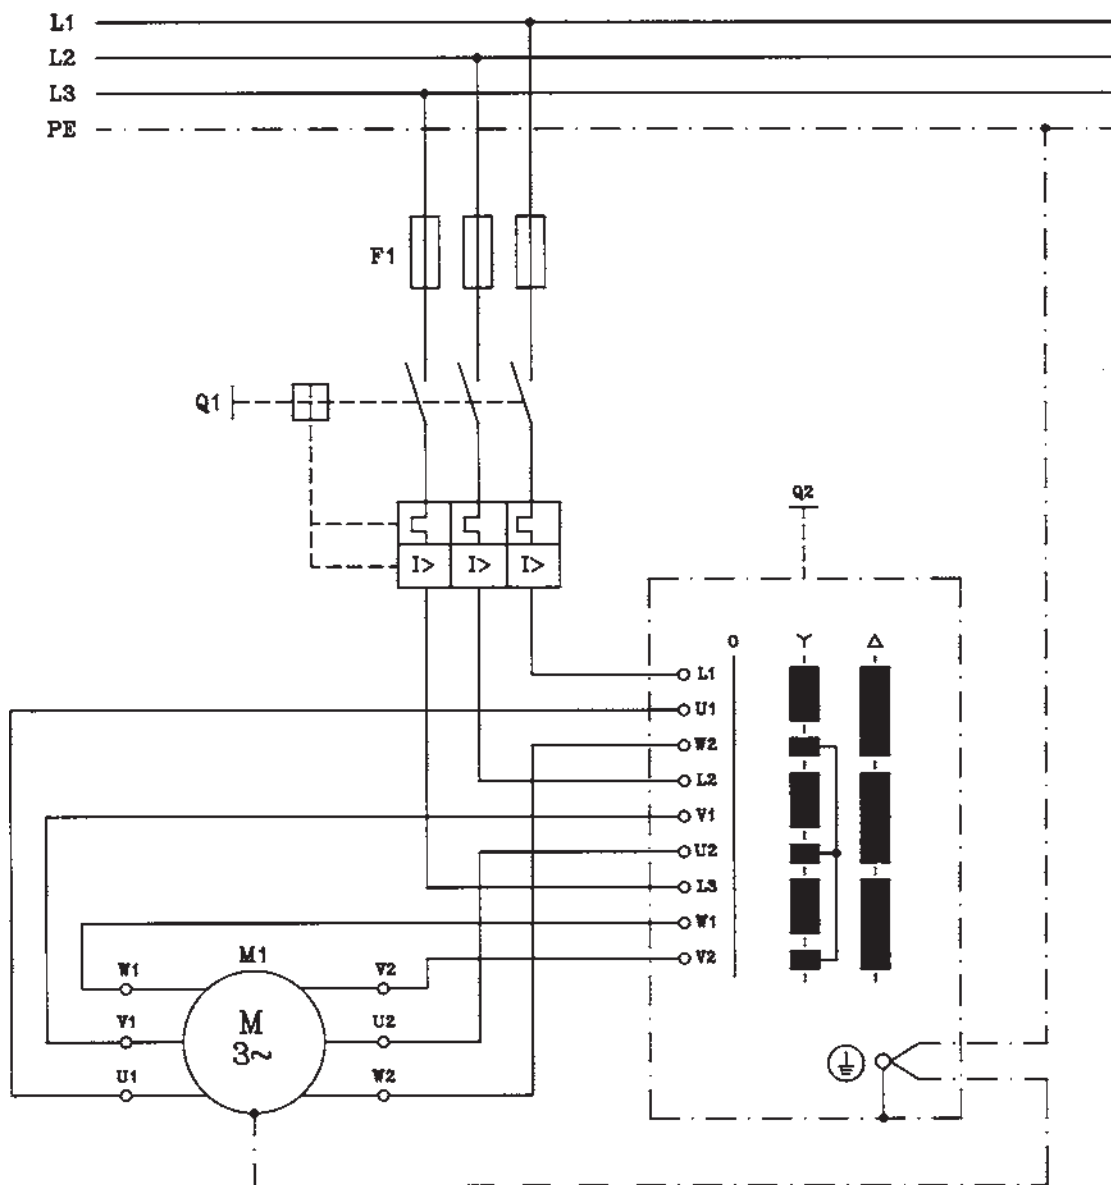 L1
L2
L3
PE
F1
Q1
Q2
I> I> I>
0 Y Δ
L1
U1
W2
L2
V1
U2
L3
W1
V2
M1
W1 V2
M
V1 U2
3~
U1 W2